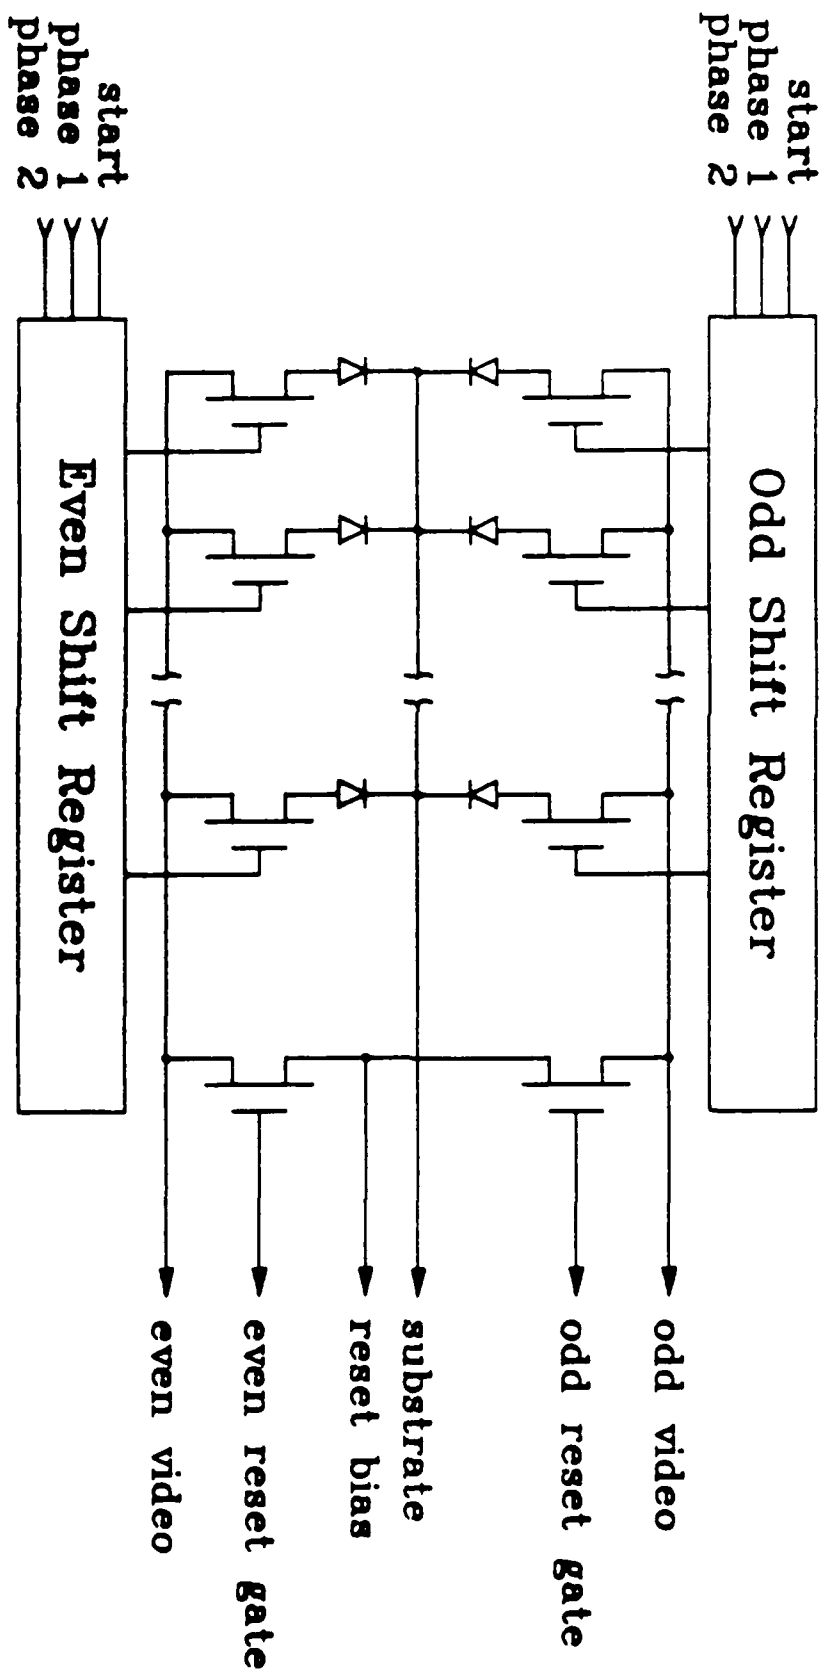 start
phase 1
phase 2
Odd Shift Register
odd video
odd reset gate
substrate
reset bias
even reset gate
even video
start
phase 1
phase 2
Even Shift Register